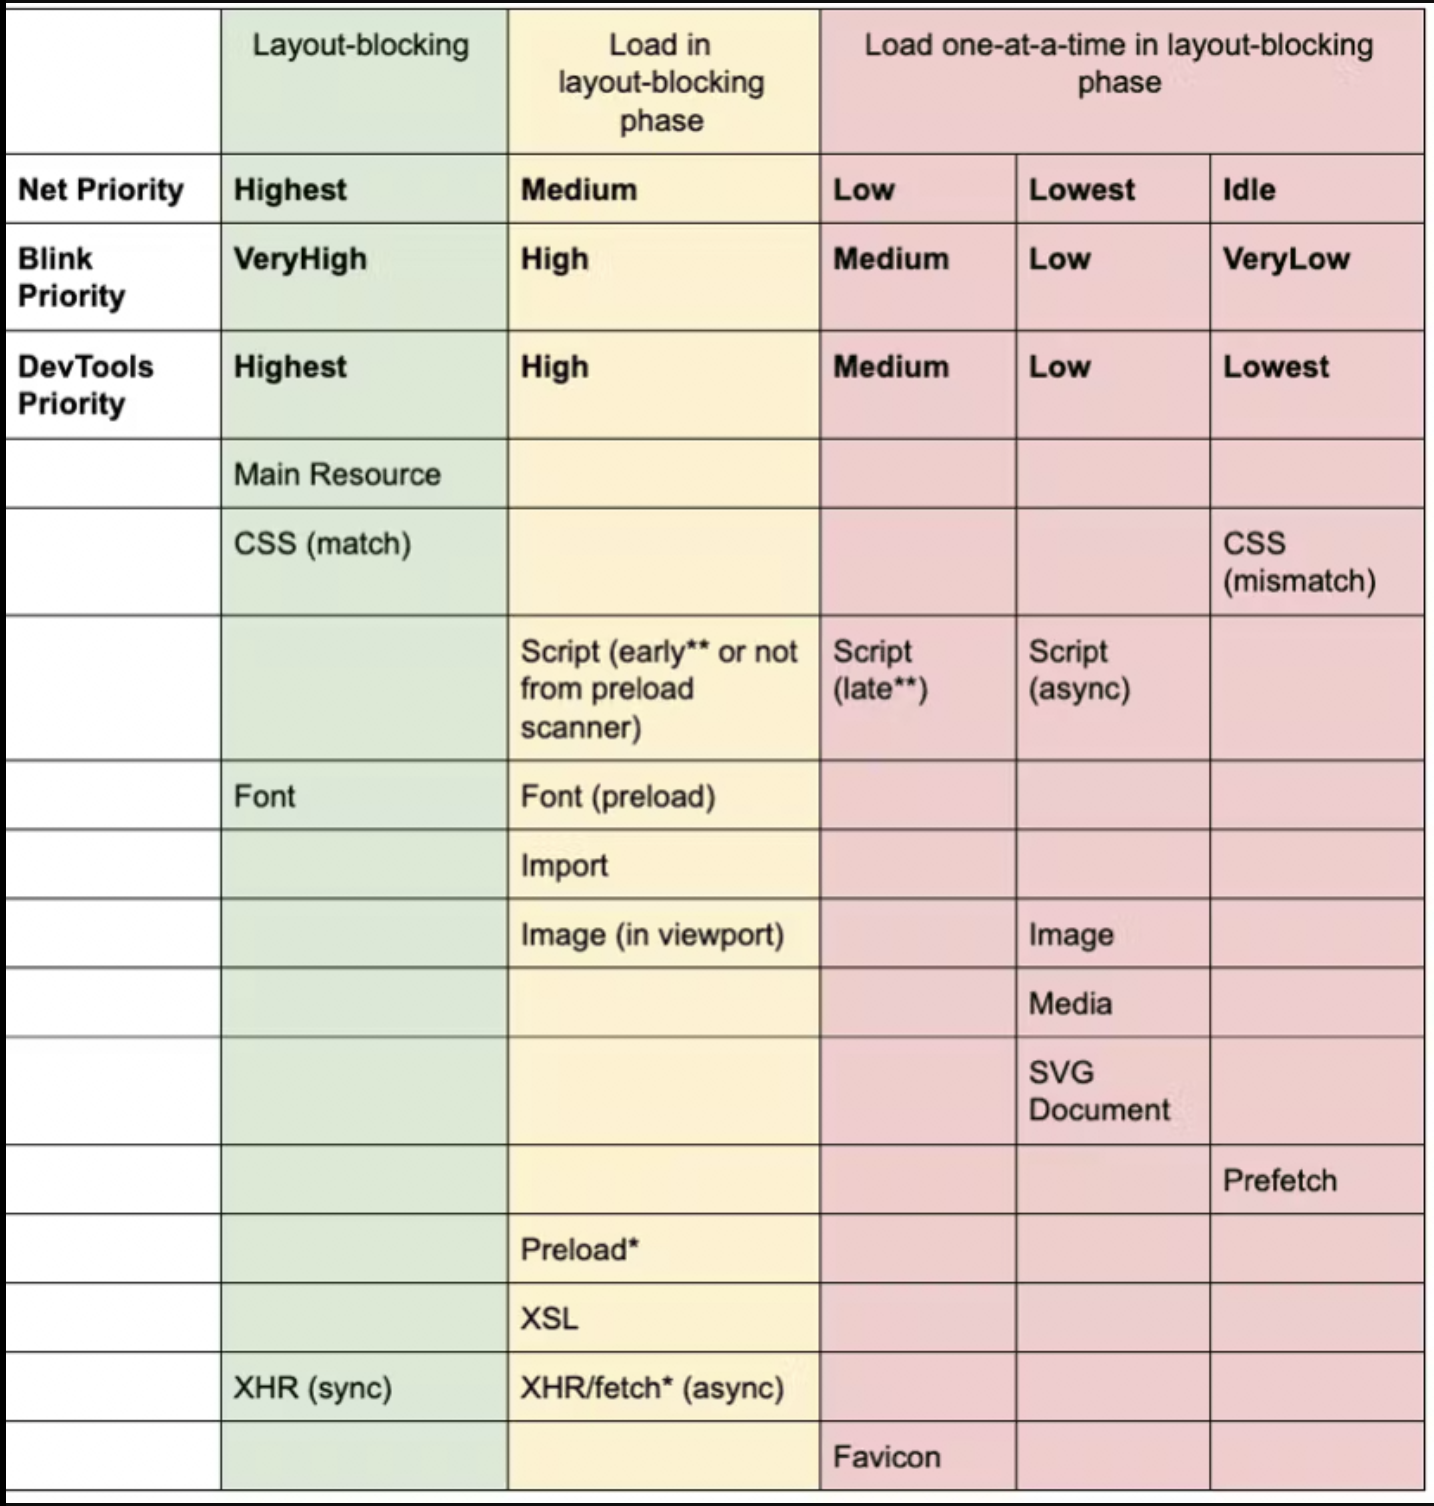 Layout-blocking
Load in
layout-blocking
phase
Load one-at-a-time in layout-blocking
phase
Net Priority Highest Medium Low Lowest Idle
Blink
Priority
VeryHigh High Medium Low VeryLow
DevTools
Priority
Highest High Medium Low Lowest
Main Resource
CSS (match)
CSS
(mismatch)
Script (early** or not
from preload
scanner)
Script
(late**)
Script
(async)
Font Font (preload)
Import
Image (in viewport) Image
Media
SVG
Document
Prefetch
Preload*
XSL
XHR (sync) XHR/fetch* (async)
Favicon